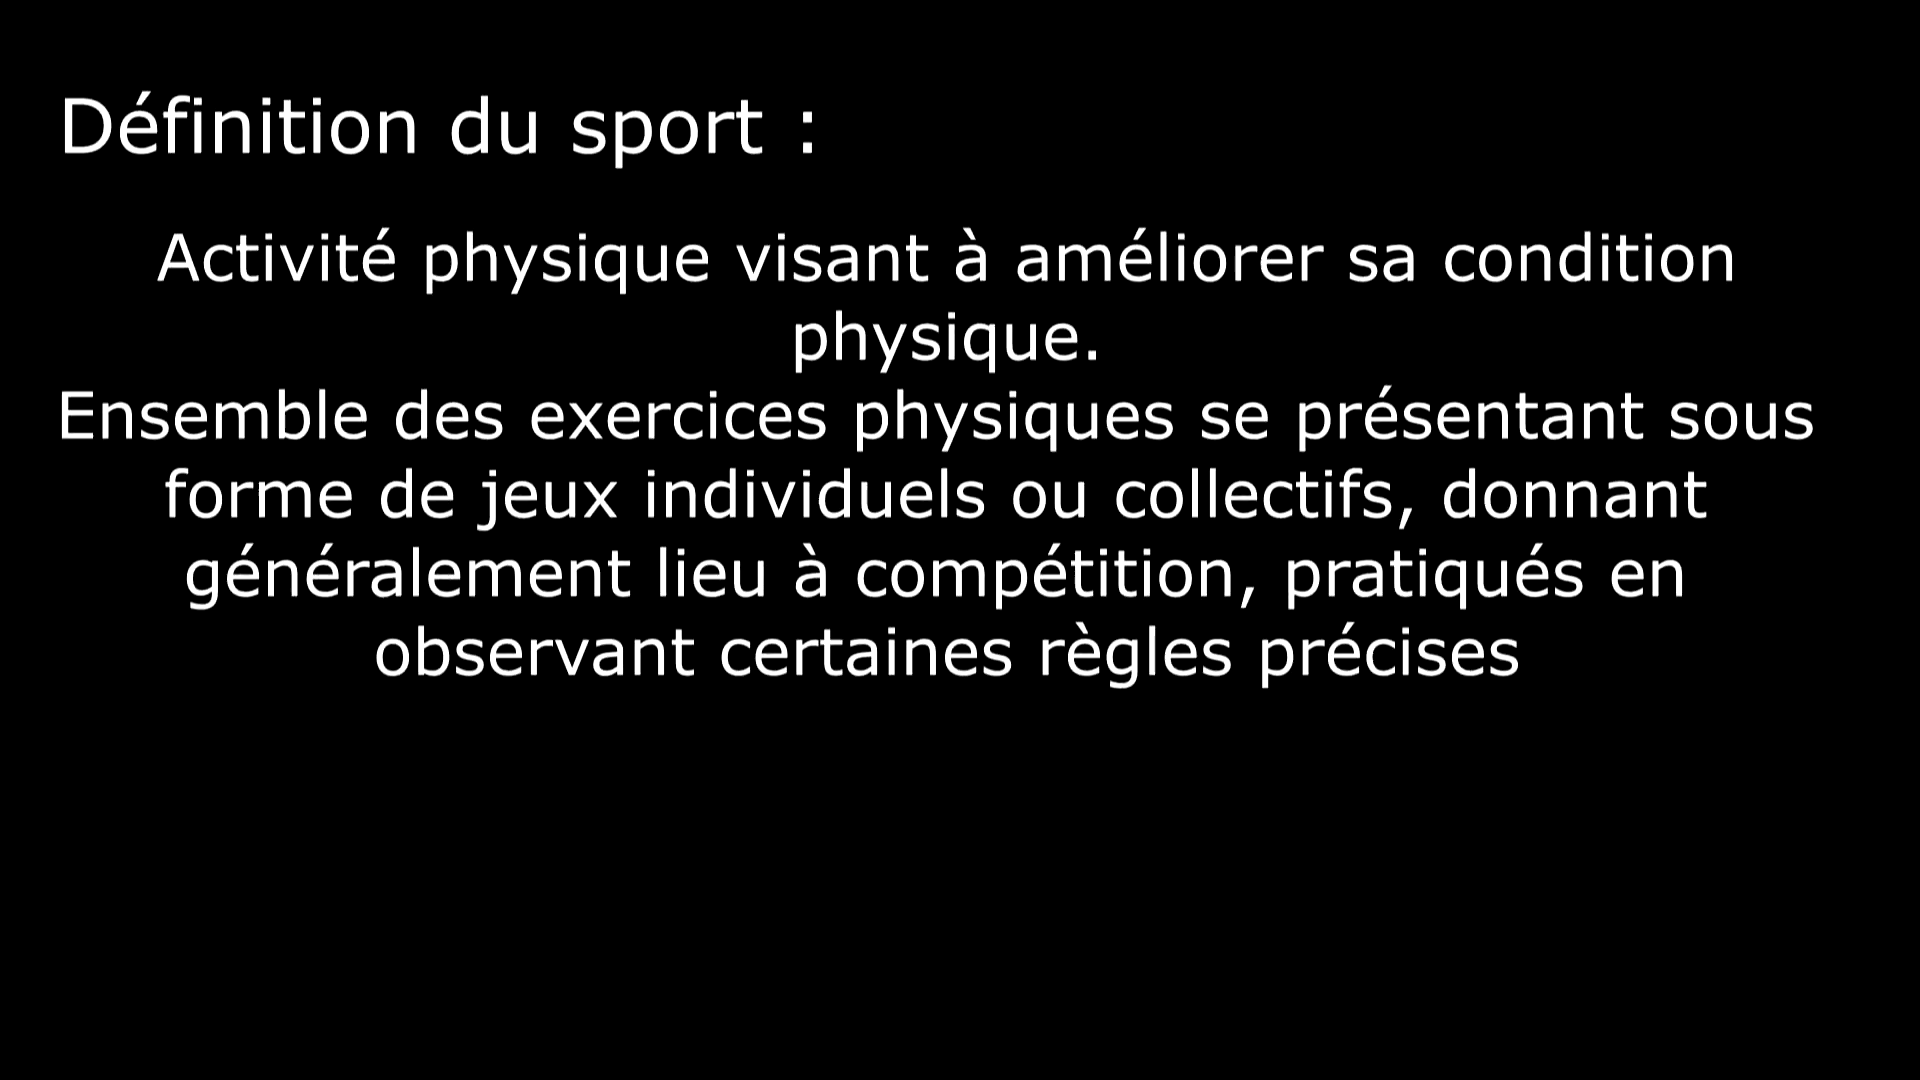 Définition du sport :
Activité physique visant à améliorer sa condition
physique.
Ensemble des exercices physiques se présentant sous
forme de jeux individuels ou collectifs, donnant
généralement lieu à compétition, pratiqués en
observant certaines règles précises